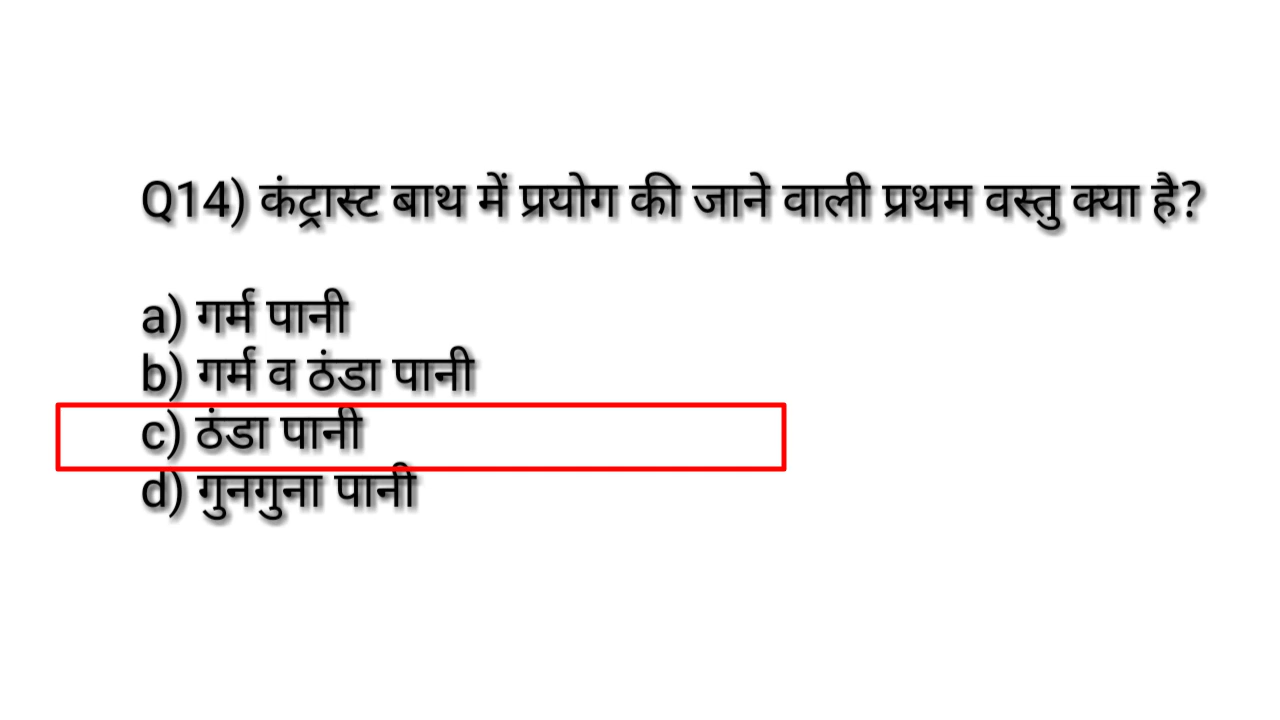 Q14) कंट्रास्ट बाथ में प्रयोग की जाने वाली प्रथम वस्तु क्या है?
a) गर्म पानी
b) गर्म व ठंडा पानी
c) ठंडा पानी
d) गुनगुना पानी